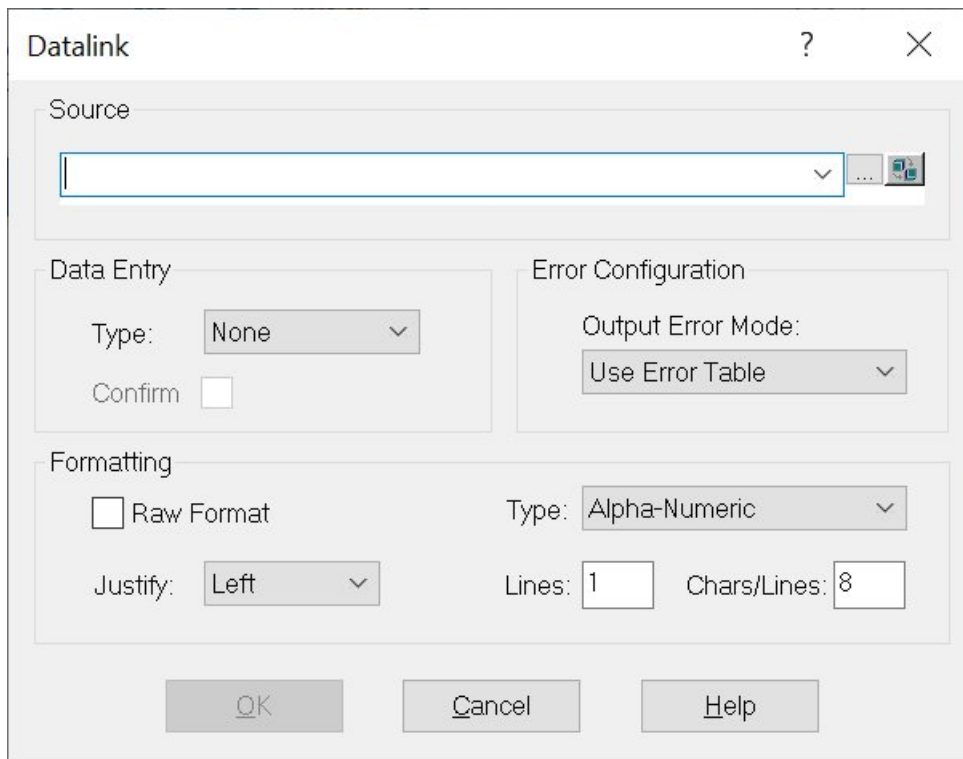 Datalink ?
Source
...
Data Entry
Type: None
Confirm
Error Configuration
Output Error Mode:
Use Error Table
Formatting
Raw Format
Type: Alpha-Numeric
Justify: Left
Lines: 1 Chars/Lines: 8
OK Cancel Help